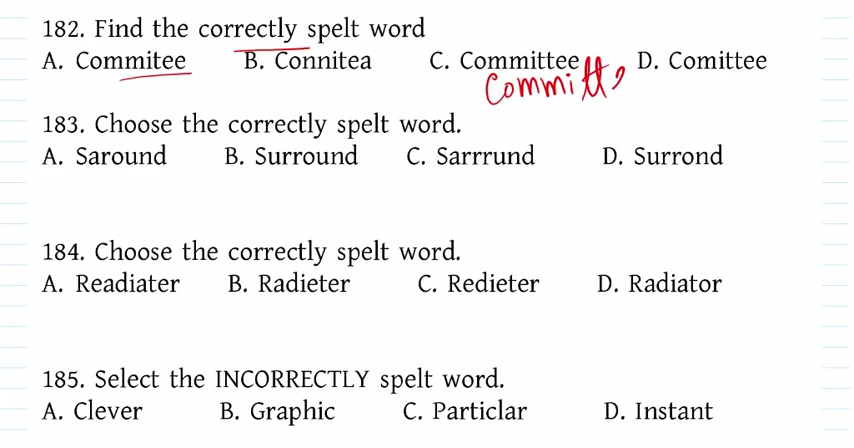 182. Find the correctly spelt word
A. Commitee B. Connitea C. Committee D. Comittee
Committ
183. Choose the correctly spelt word.
A. Saround B. Surround C. Sarrrund D. Surrond
184. Choose the correctly spelt word.
A. Readiater B. Radieter C. Redieter D. Radiator
185. Select the INCORRECTLY spelt word.
A. Clever B. Graphic C. Particlar D. Instant